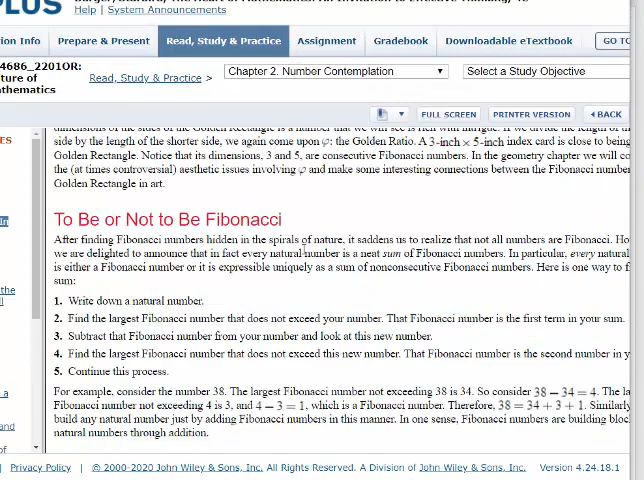 PLUS
Help | System Announcements
tion Info Prepare & Present Read, Study & Practice Assignment Gradebook Downloadable eTextbook GO TO
4686_2201OR:
ture of
thematics
Read, Study & Practice >
Chapter 2. Number Contemplation
Select a Study Objective
FULL SCREEN PRINTER VERSION BACK
side by the length of the shorter side, we again come upon φ: the Golden Ratio. A 3-inch × 5-inch index card is close to being
Golden Rectangle. Notice that its dimensions, 3 and 5, are consecutive Fibonacci numbers. In the geometry chapter we will co
the (at times controversial) aesthetic issues involving φ and make some interesting connections between the Fibonacci number
Golden Rectangle in art.
To Be or Not to Be Fibonacci
After finding Fibonacci numbers hidden in the spirals of nature, it saddens us to realize that not all numbers are Fibonacci. Ho
we are delighted to announce that in fact every natural number is a neat sum of Fibonacci numbers. In particular, every natural
is either a Fibonacci number or it is expressible uniquely as a sum of nonconsecutive Fibonacci numbers. Here is one way to f
sum:
1. Write down a natural number.
2. Find the largest Fibonacci number that does not exceed your number. That Fibonacci number is the first term in your sum.
3. Subtract that Fibonacci number from your number and look at this new number.
4. Find the largest Fibonacci number that does not exceed this new number. That Fibonacci number is the second number in y
5. Continue this process.
For example, consider the number 38. The largest Fibonacci number not exceeding 38 is 34. So consider 38 − 34 = 4. The la
Fibonacci number not exceeding 4 is 3, and 4 − 3 = 1, which is a Fibonacci number. Therefore, 38 = 34 + 3 + 1. Similarly
build any natural number just by adding Fibonacci numbers in this manner. In one sense, Fibonacci numbers are building bloc
natural numbers through addition.
Privacy Policy | © 2000-2020 John Wiley & Sons, Inc. All Rights Reserved. A Division of John Wiley & Sons, Inc. Version 4.24.18.1